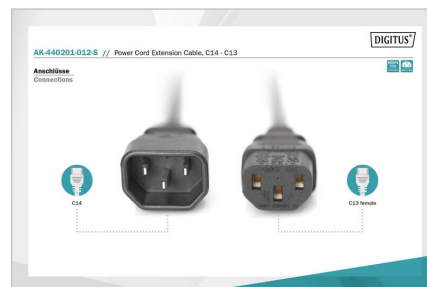 DIGITUS®
AK-440201-012-S // Power Cord Extension Cable, C14 - C13
Anschlüsse
Connections
C14
C13 female